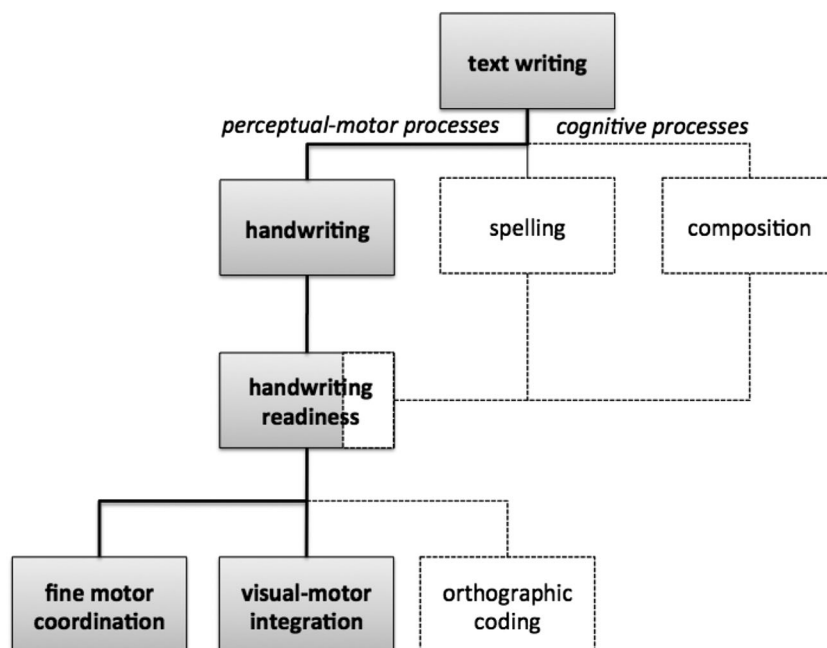 text writing
perceptual-motor processes
cognitive processes
handwriting
spelling
composition
handwriting
readiness
fine motor
coordination
visual-motor
integration
orthographic
coding